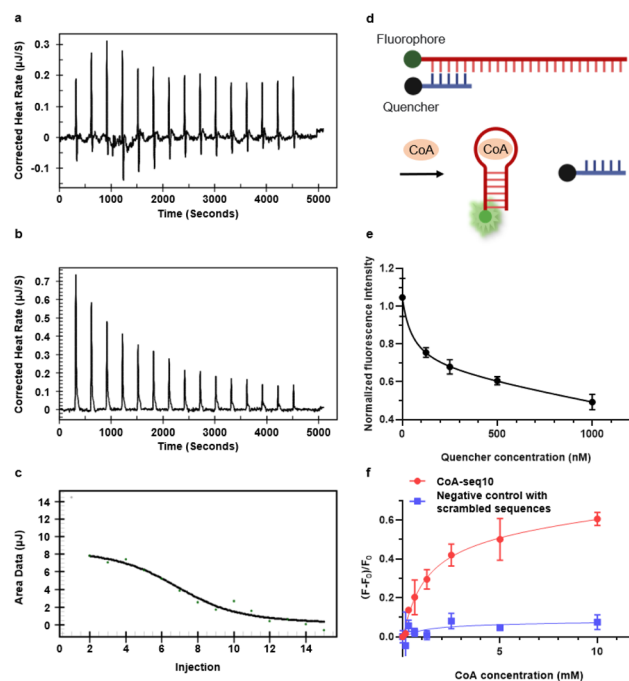 a
0.3
0.2
0.1
0
-0.1
Corrected Heat Rate (µJ/S)
0 1000 2000 3000 4000 5000
Time (Seconds)
b
0.7
0.6
0.5
0.4
0.3
0.2
0.1
0
Corrected Heat Rate (µJ/S)
0 1000 2000 3000 4000 5000
Time (Seconds)
c
14
12
10
8
6
4
2
0
Area Data (µJ)
0 2 4 6 8 10 12 14
Injection
d
Fluorophore
Quencher
CoA
CoA
e
1.2
1.0
0.8
0.6
0.4
Normalized fluorescence intensity
0 500 1000
Quencher concentration (nM)
f
CoA-seq10
Negative control with
scrambled sequences
0.6
0.4
0.2
0.0
(F-F₀)/F₀
5 10
CoA concentration (mM)